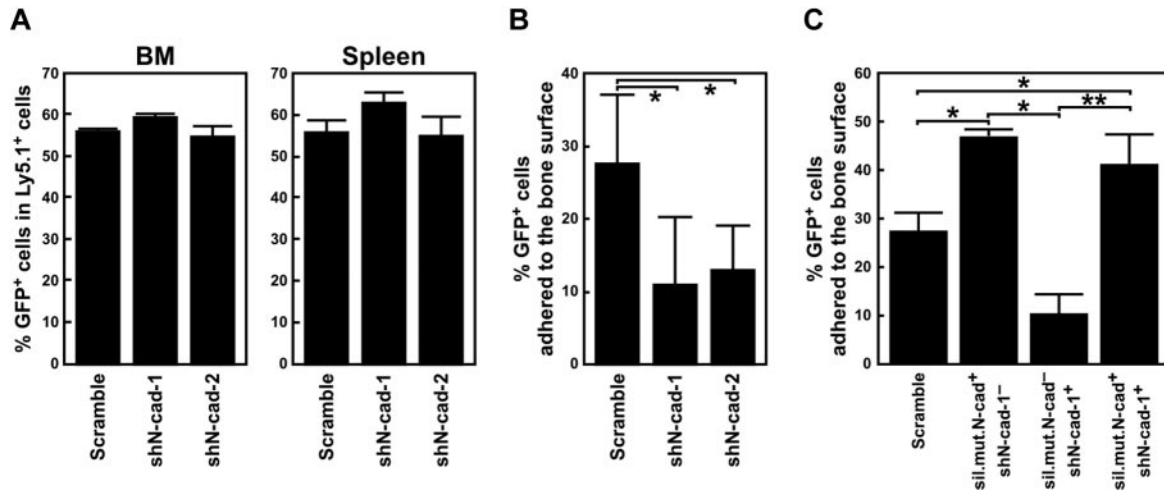 A
BM
Spleen
% GFP⁺ cells in Ly5.1⁺ cells
70
60
50
40
30
20
10
0
Scramble
shN-cad-1
shN-cad-2
70
60
50
40
30
20
10
0
Scramble
shN-cad-1
shN-cad-2
B
% GFP⁺ cells
adhered to the bone surface
40
30
20
10
0
*
*
Scramble
shN-cad-1
shN-cad-2
C
% GFP⁺ cells
adhered to the bone surface
60
50
40
30
20
10
0
*
*
*
**
Scramble
sil.mut.N-cad⁺
shN-cad-1⁻
sil.mut.N-cad⁻
shN-cad-1⁺
sil.mut.N-cad⁺
shN-cad-1⁺